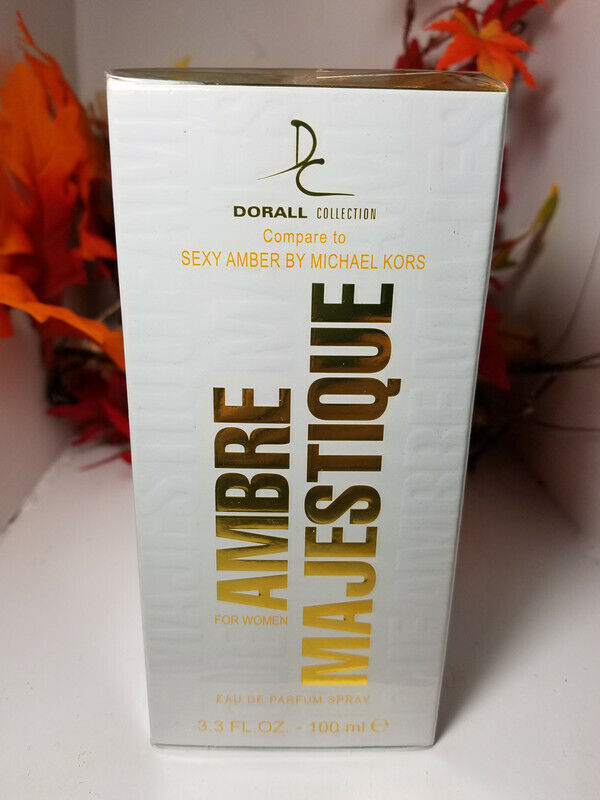 DC
DORALL COLLECTION
Compare to
SEXY AMBER BY MICHAEL KORS
AMBRE
MAJESTIQUE
FOR WOMEN
EAU DE PARFUM SPRAY
3.3 FL.OZ. - 100 ml ℮